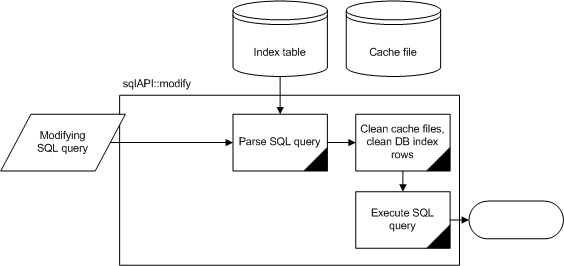 Index table
Cache file
sqlAPI::modify
Modifying
SQL query
Parse SQL query
Clean cache files,
clean DB index
rows
Execute SQL
query